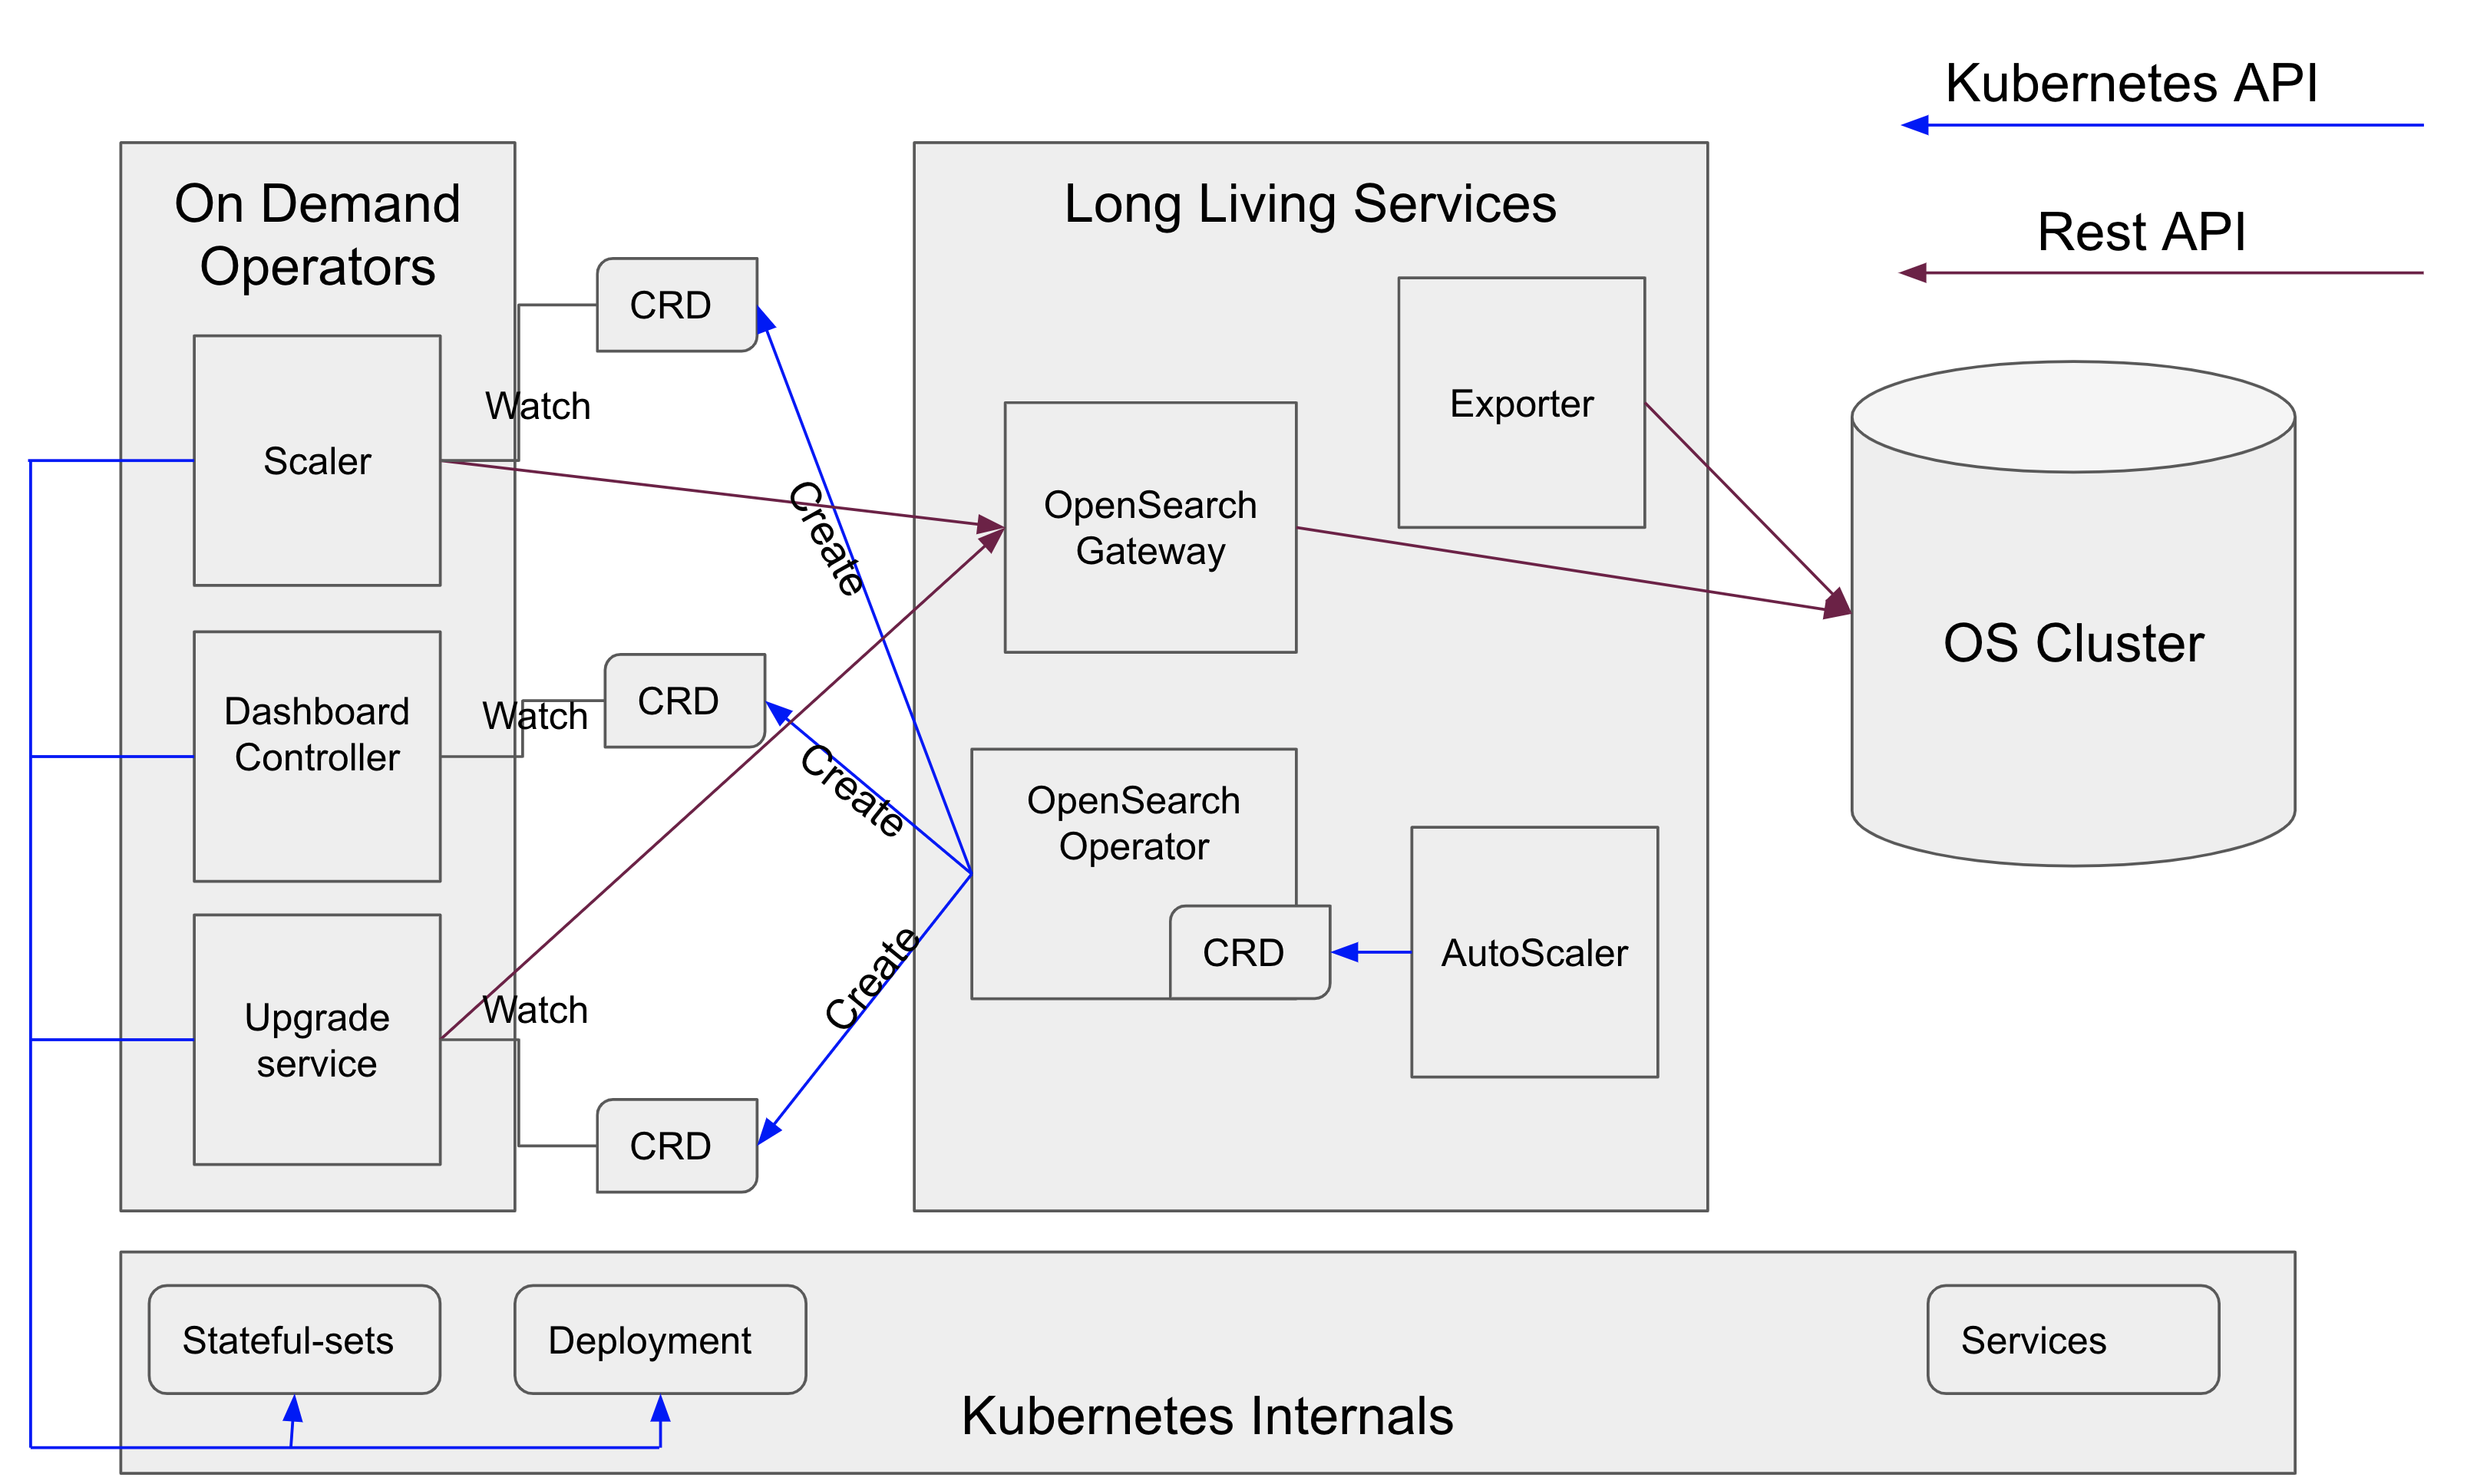 Kubernetes API
Rest API
On Demand
Operators
Scaler
Watch
CRD
Dashboard
Controller
Watch
CRD
Upgrade
service
Watch
CRD
Create
Create
Create
Long Living Services
Exporter
OpenSearch
Gateway
OpenSearch
Operator
CRD
AutoScaler
OS Cluster
Stateful-sets
Deployment
Services
Kubernetes Internals